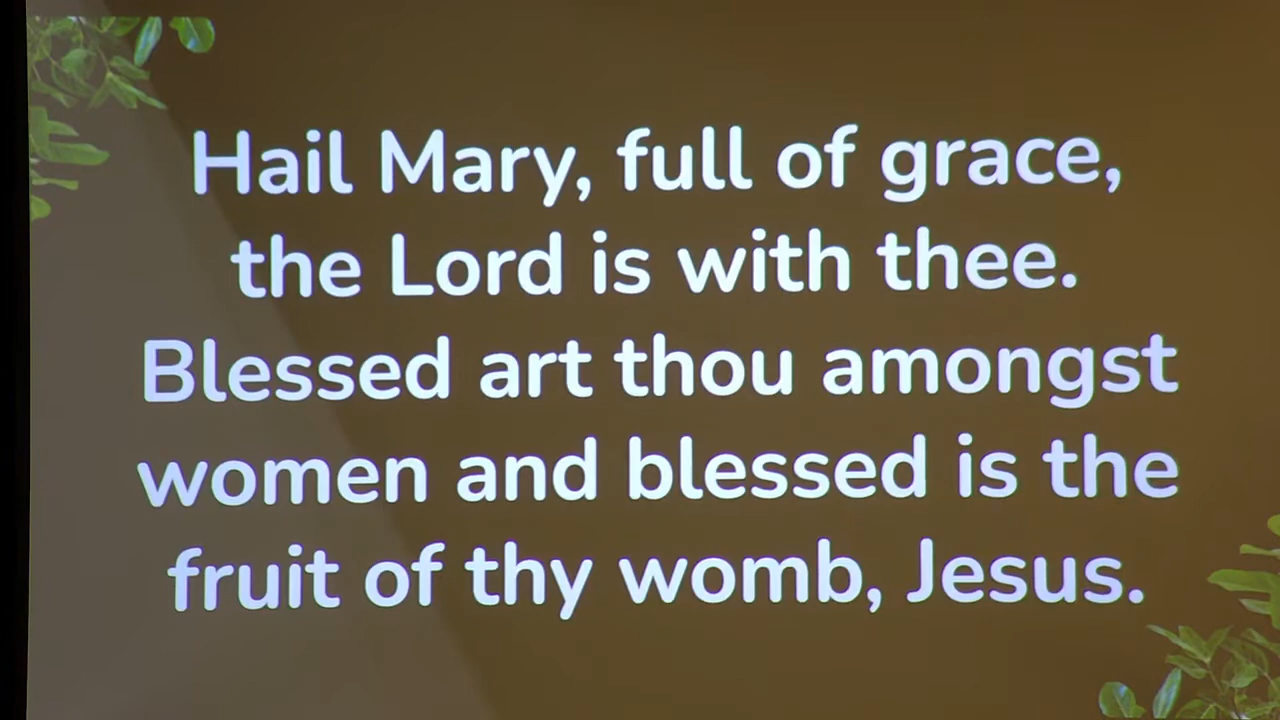 Hail Mary, full of grace,
the Lord is with thee.
Blessed art thou amongst
women and blessed is the
fruit of thy womb, Jesus.